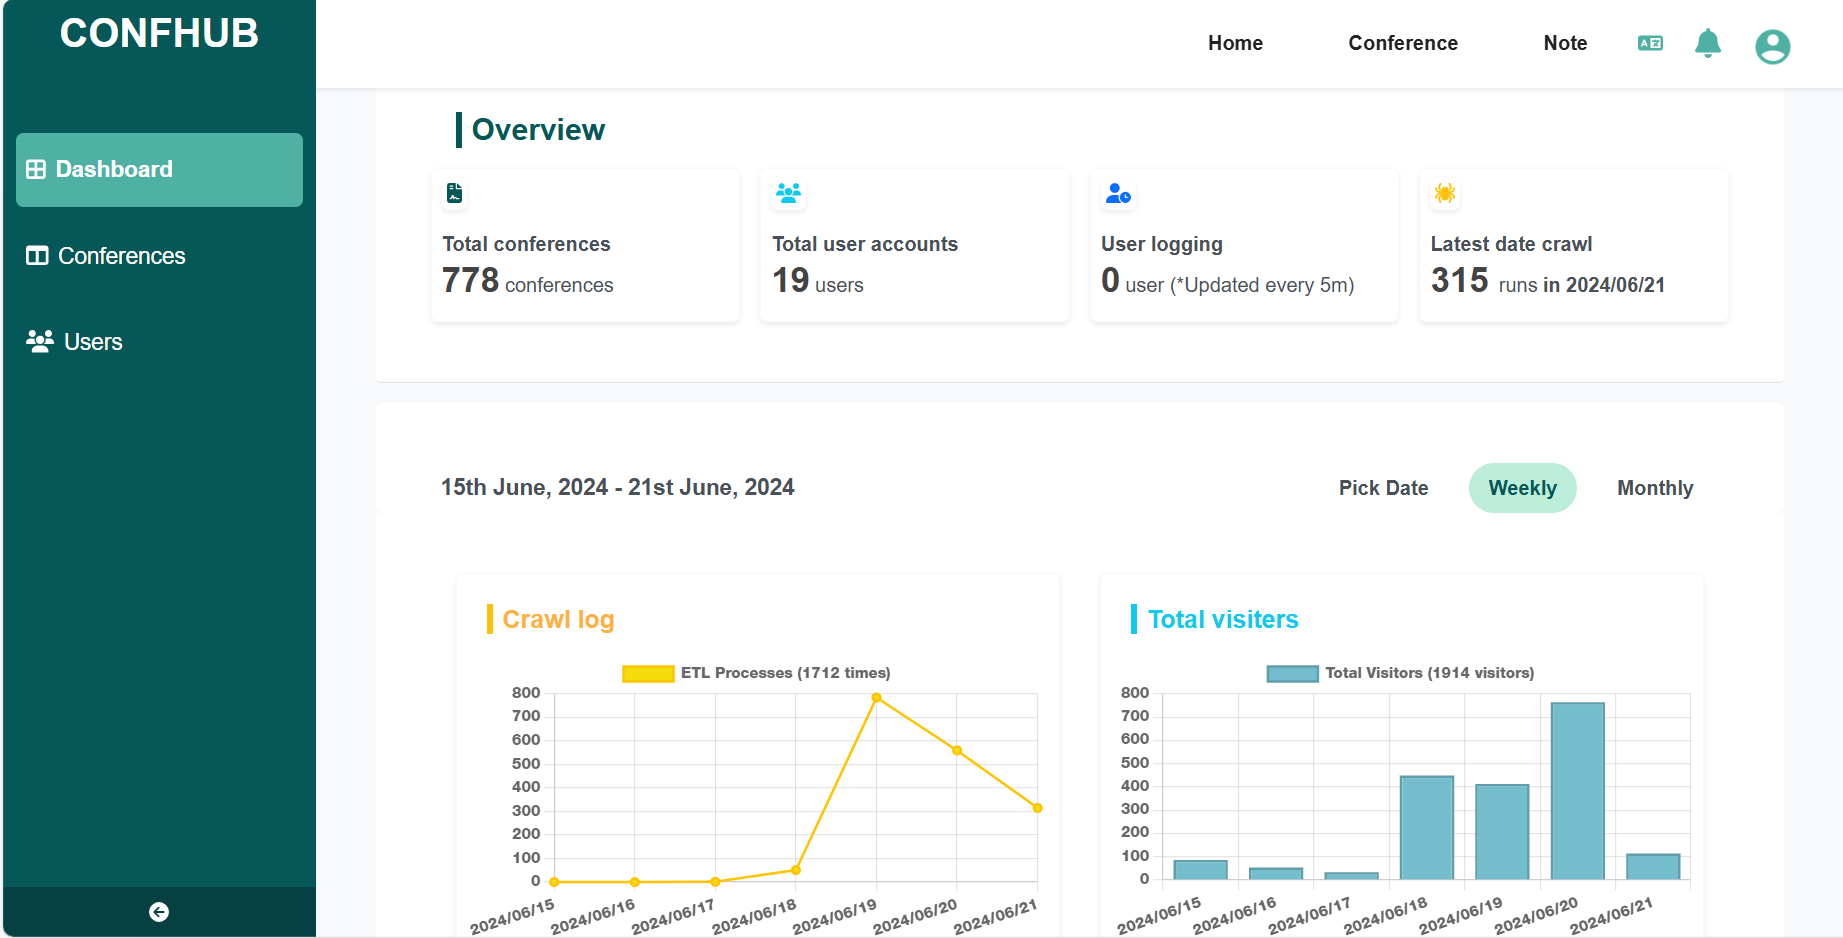 CONFHUB
Home
Conference
Note
Dashboard
Conferences
Users
Overview
Total conferences
778 conferences
Total user accounts
19 users
User logging
0 user (*Updated every 5m)
Latest date crawl
315 runs in 2024/06/21
15th June, 2024 - 21st June, 2024
Pick Date
Weekly
Monthly
Crawl log
ETL Processes (1712 times)
800
700
600
500
400
300
200
100
0
2024/06/15
2024/06/16
2024/06/17
2024/06/18
2024/06/19
2024/06/20
2024/06/21
Total visiters
Total Visitors (1914 visitors)
800
700
600
500
400
300
200
100
0
2024/06/15
2024/06/16
2024/06/17
2024/06/18
2024/06/19
2024/06/20
2024/06/21